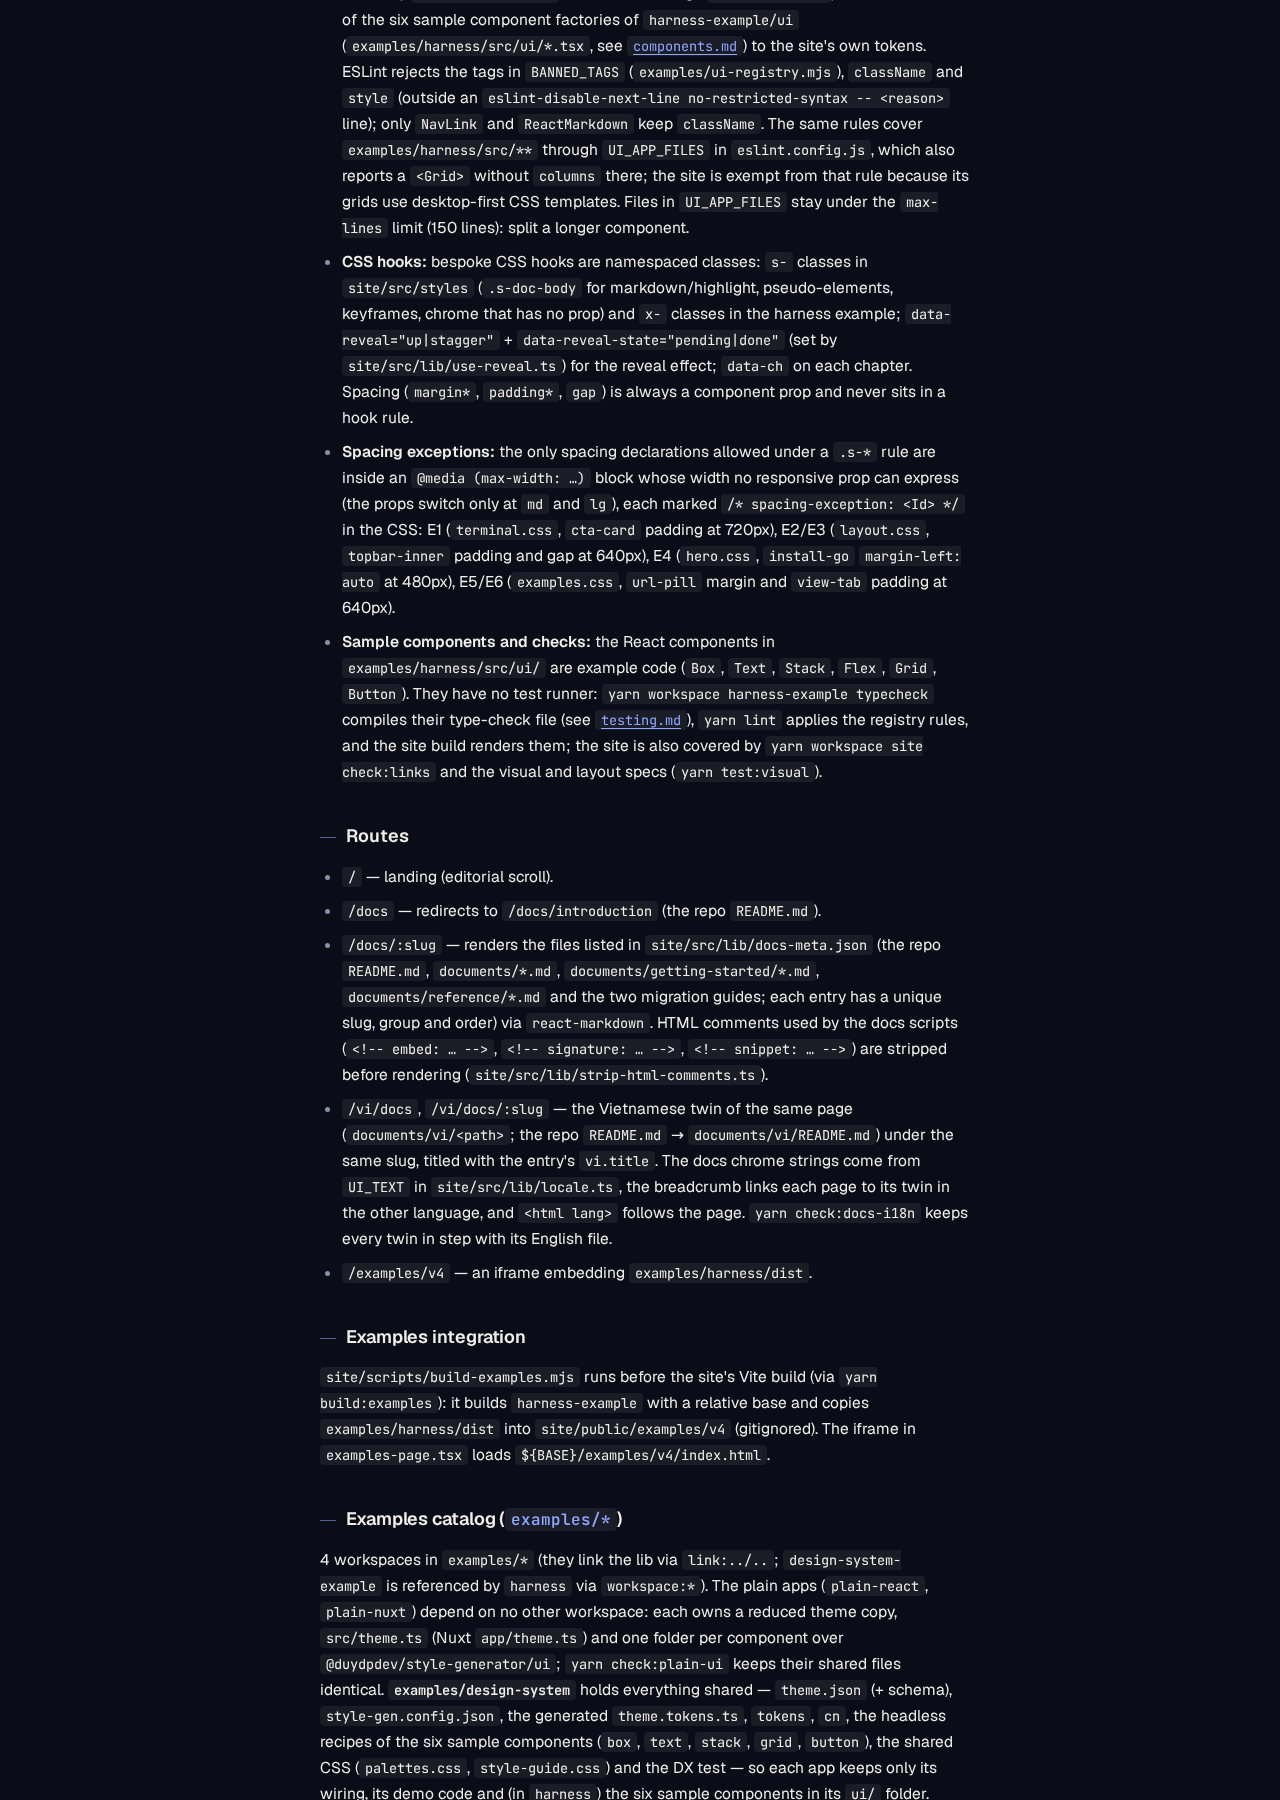 of the six sample component factories of harness-example/ui
(examples/harness/src/ui/*.tsx, see components.md) to the site's own tokens.
ESLint rejects the tags in BANNED_TAGS (examples/ui-registry.mjs), className and
style (outside an eslint-disable-next-line no-restricted-syntax -- <reason>
line); only NavLink and ReactMarkdown keep className. The same rules cover
examples/harness/src/** through UI_APP_FILES in eslint.config.js, which also
reports a <Grid> without columns there; the site is exempt from that rule because its
grids use desktop-first CSS templates. Files in UI_APP_FILES stay under the max-
lines limit (150 lines): split a longer component.
• CSS hooks: bespoke CSS hooks are namespaced classes: s- classes in
site/src/styles (.s-doc-body for markdown/highlight, pseudo-elements,
keyframes, chrome that has no prop) and x- classes in the harness example; data-
reveal="up|stagger" + data-reveal-state="pending|done" (set by
site/src/lib/use-reveal.ts) for the reveal effect; data-ch on each chapter.
Spacing (margin*, padding*, gap) is always a component prop and never sits in a
hook rule.
• Spacing exceptions: the only spacing declarations allowed under a .s-* rule are
inside an @media (max-width: …) block whose width no responsive prop can express
(the props switch only at md and lg), each marked /* spacing-exception: <Id> */
in the CSS: E1 (terminal.css, cta-card padding at 720px), E2/E3 (layout.css,
topbar-inner padding and gap at 640px), E4 (hero.css, install-go margin-left:
auto at 480px), E5/E6 (examples.css, url-pill margin and view-tab padding at
640px).
• Sample components and checks: the React components in
examples/harness/src/ui/ are example code (Box, Text, Stack, Flex, Grid,
Button). They have no test runner: yarn workspace harness-example typecheck
compiles their type-check file (see testing.md), yarn lint applies the registry rules,
and the site build renders them; the site is also covered by yarn workspace site
check:links and the visual and layout specs (yarn test:visual).
— Routes
• / — landing (editorial scroll).
• /docs — redirects to /docs/introduction (the repo README.md).
• /docs/:slug — renders the files listed in site/src/lib/docs-meta.json (the repo
README.md, documents/*.md, documents/getting-started/*.md,
documents/reference/*.md and the two migration guides; each entry has a unique
slug, group and order) via react-markdown. HTML comments used by the docs scripts
(<!-- embed: … -->, <!-- signature: … -->, <!-- snippet: … -->) are stripped
before rendering (site/src/lib/strip-html-comments.ts).
• /vi/docs, /vi/docs/:slug — the Vietnamese twin of the same page
(documents/vi/<path>; the repo README.md → documents/vi/README.md) under the
same slug, titled with the entry's vi.title. The docs chrome strings come from
UI_TEXT in site/src/lib/locale.ts, the breadcrumb links each page to its twin in
the other language, and <html lang> follows the page. yarn check:docs-i18n keeps
every twin in step with its English file.
• /examples/v4 — an iframe embedding examples/harness/dist.
— Examples integration
site/scripts/build-examples.mjs runs before the site's Vite build (via yarn
build:examples): it builds harness-example with a relative base and copies
examples/harness/dist into site/public/examples/v4 (gitignored). The iframe in
examples-page.tsx loads ${BASE}/examples/v4/index.html.
— Examples catalog (examples/*)
4 workspaces in examples/* (they link the lib via link:../..; design-system-
example is referenced by harness via workspace:*). The plain apps (plain-react,
plain-nuxt) depend on no other workspace: each owns a reduced theme copy,
src/theme.ts (Nuxt app/theme.ts) and one folder per component over
@duydpdev/style-generator/ui; yarn check:plain-ui keeps their shared files
identical. examples/design-system holds everything shared — theme.json (+ schema),
style-gen.config.json, the generated theme.tokens.ts, tokens, cn, the headless
recipes of the six sample components (box, text, stack, grid, button), the shared
CSS (palettes.css, style-guide.css) and the DX test — so each app keeps only its
wiring, its demo code and (in harness) the six sample components in its ui/ folder.